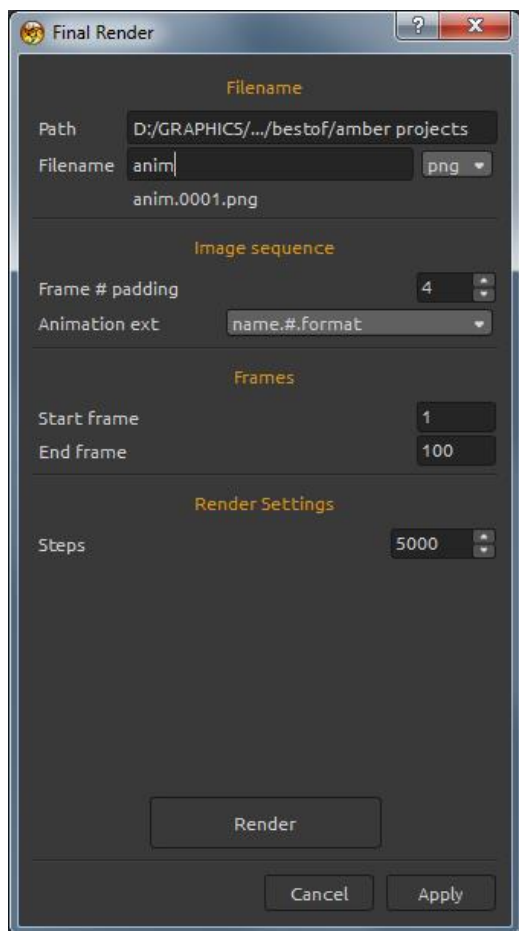 Final Render
?
x
Filename
Path D:/GRAPHICS/.../bestof/amber projects
Filename anim png
anim.0001.png
Image sequence
Frame # padding 4
Animation ext name.#.format
Frames
Start frame 1
End frame 100
Render Settings
Steps 5000
Render
Cancel Apply